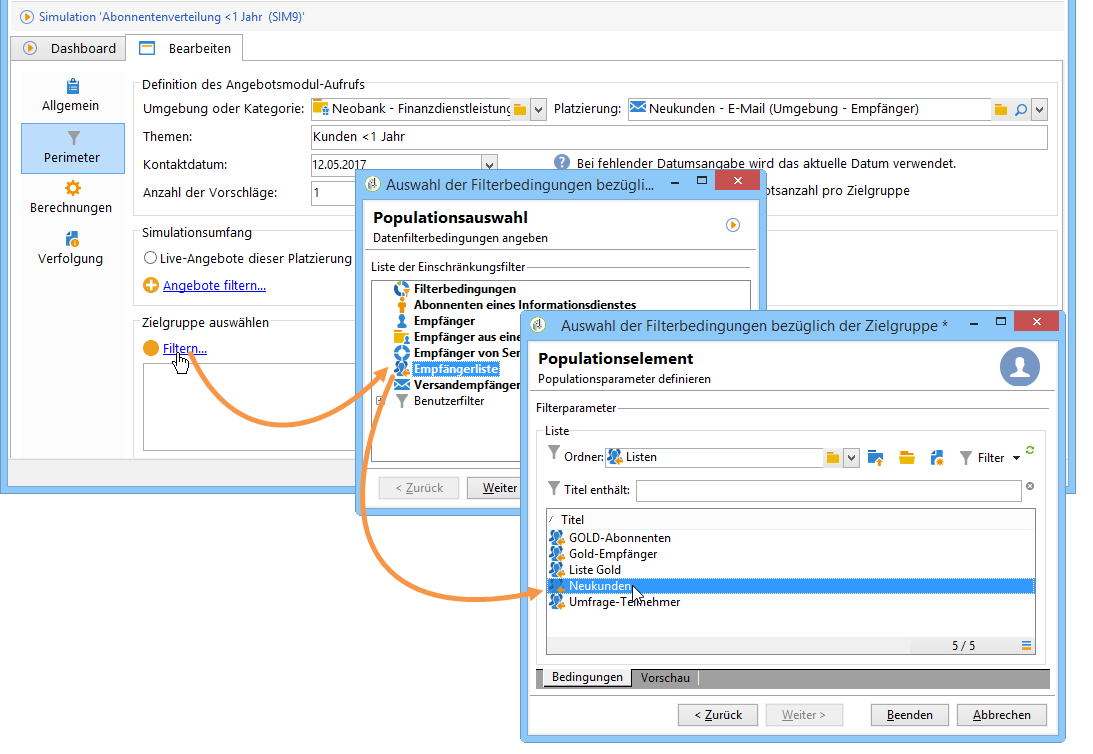 Simulation 'Abonnentenverteilung <1 Jahr (SIM9)'
Dashboard
Bearbeiten
Allgemein
Perimeter
Berechnungen
Verfolgung
Definition des Angebotsmodul-Aufrufs
Umgebung oder Kategorie: Neobank - Finanzdienstleistung Platzierung: Neukunden - E-Mail (Umgebung - Empfänger)
Themen: Kunden <1 Jahr
Kontaktdatum: 12.05.2017 Bei fehlender Datumsangabe wird das aktuelle Datum verwendet.
Anzahl der Vorschläge: 1 otsanzahl pro Zielgruppe
Simulationsumfang
Live-Angebote dieser Platzierung
Angebote filtern...
Zielgruppe auswählen
Filtern...
Auswahl der Filterbedingungen bezügli...
Populationsauswahl
Datenfilterbedingungen angeben
Liste der Einschränkungsfilter
Filterbedingungen
Abonnenten eines Informationsdienstes
Empfänger
Empfänger aus eine
Empfänger von Ser
Empfängerliste
Versandempfänger
Benutzerfilter
< Zurück
Weiter
Auswahl der Filterbedingungen bezüglich der Zielgruppe *
Populationselement
Populationsparameter definieren
Filterparameter
Liste
Ordner: Listen Filter
Titel enthält:
Titel
GOLD-Abonnenten
Gold-Empfänger
Liste Gold
Neukunden
Umfrage-Teilnehmer
5 / 5
Bedingungen
Vorschau
< Zurück
Weiter >
Beenden
Abbrechen